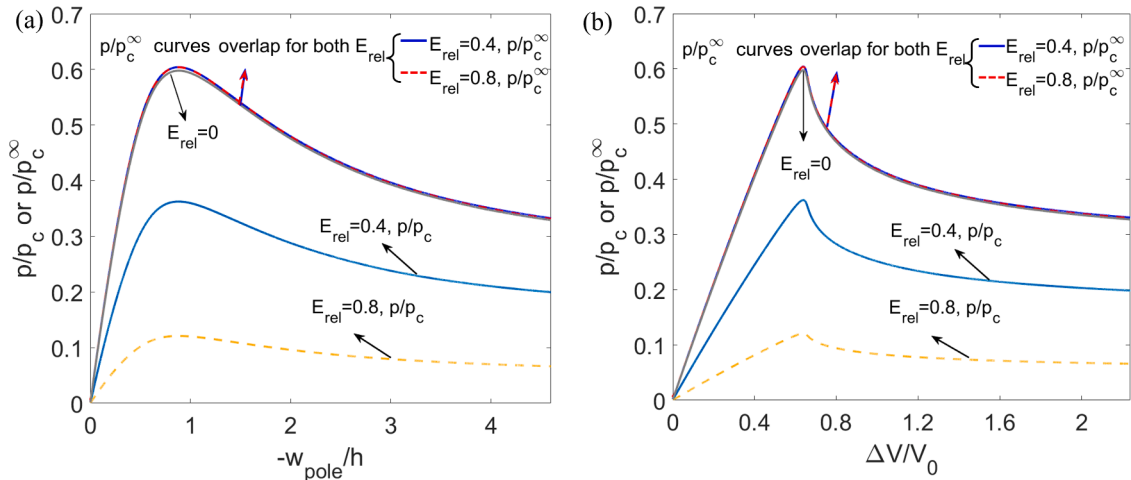 (a)
p/p_c^∞ curves overlap for both E_rel
E_rel=0.4, p/p_c^∞
E_rel=0.8, p/p_c^∞
E_rel=0
E_rel=0.4, p/p_c
E_rel=0.8, p/p_c
p/p_c or p/p_c^∞
0.7
0.6
0.5
0.4
0.3
0.2
0.1
0
0 1 2 3 4
-w_pole/h
(b)
p/p_c^∞ curves overlap for both E_rel
E_rel=0.4, p/p_c^∞
E_rel=0.8, p/p_c^∞
E_rel=0
E_rel=0.4, p/p_c
E_rel=0.8, p/p_c
p/p_c or p/p_c^∞
0.7
0.6
0.5
0.4
0.3
0.2
0.1
0
0 0.4 0.8 1.2 1.6 2
ΔV/V_0